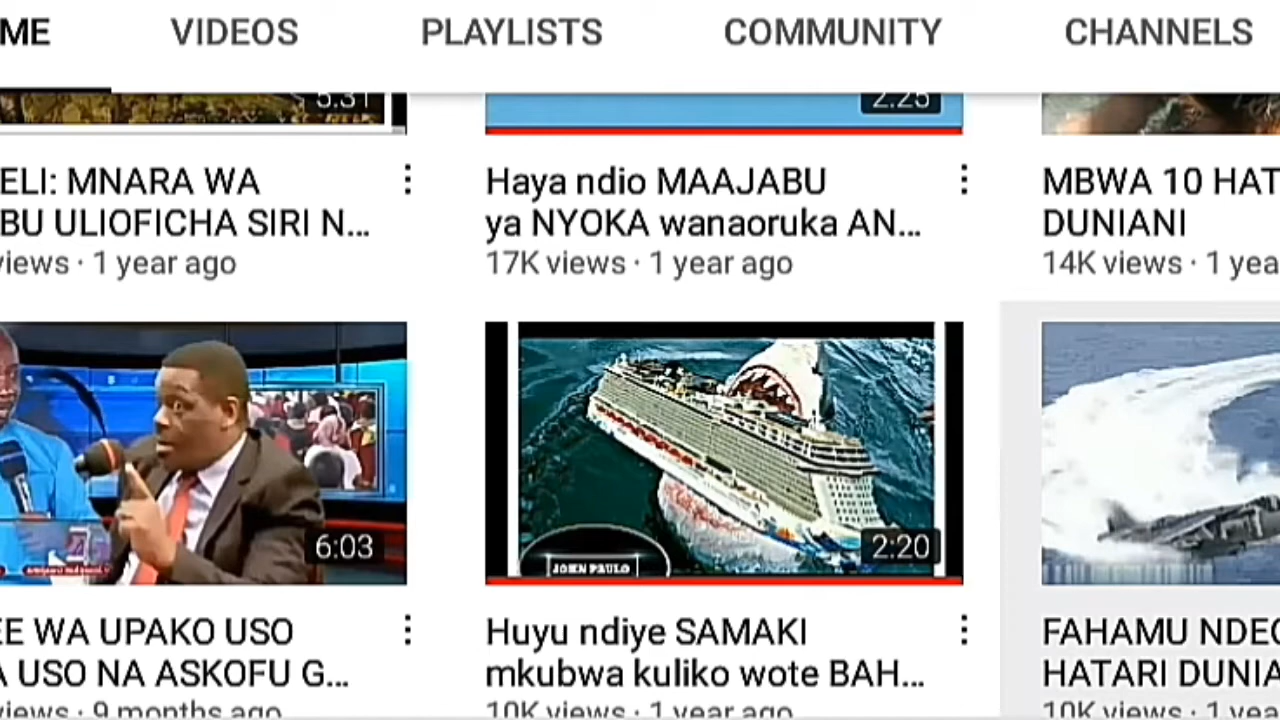 ME VIDEOS PLAYLISTS COMMUNITY CHANNELS
5:31
2:25
ELI: MNARA WA
BU ULIOFICHA SIRI N...
views · 1 year ago
Haya ndio MAAJABU
ya NYOKA wanaoruka AN...
17K views · 1 year ago
MBWA 10 HAT
DUNIANI
14K views · 1 yea
6:03
JOHN PAULO
2:20
EE WA UPAKO USO
A USO NA ASKOFU G...
views · 9 months ago
Huyu ndiye SAMAKI
mkubwa kuliko wote BAH...
10K views · 1 year ago
FAHAMU NDEG
HATARI DUNIA
10K views · 1 yea